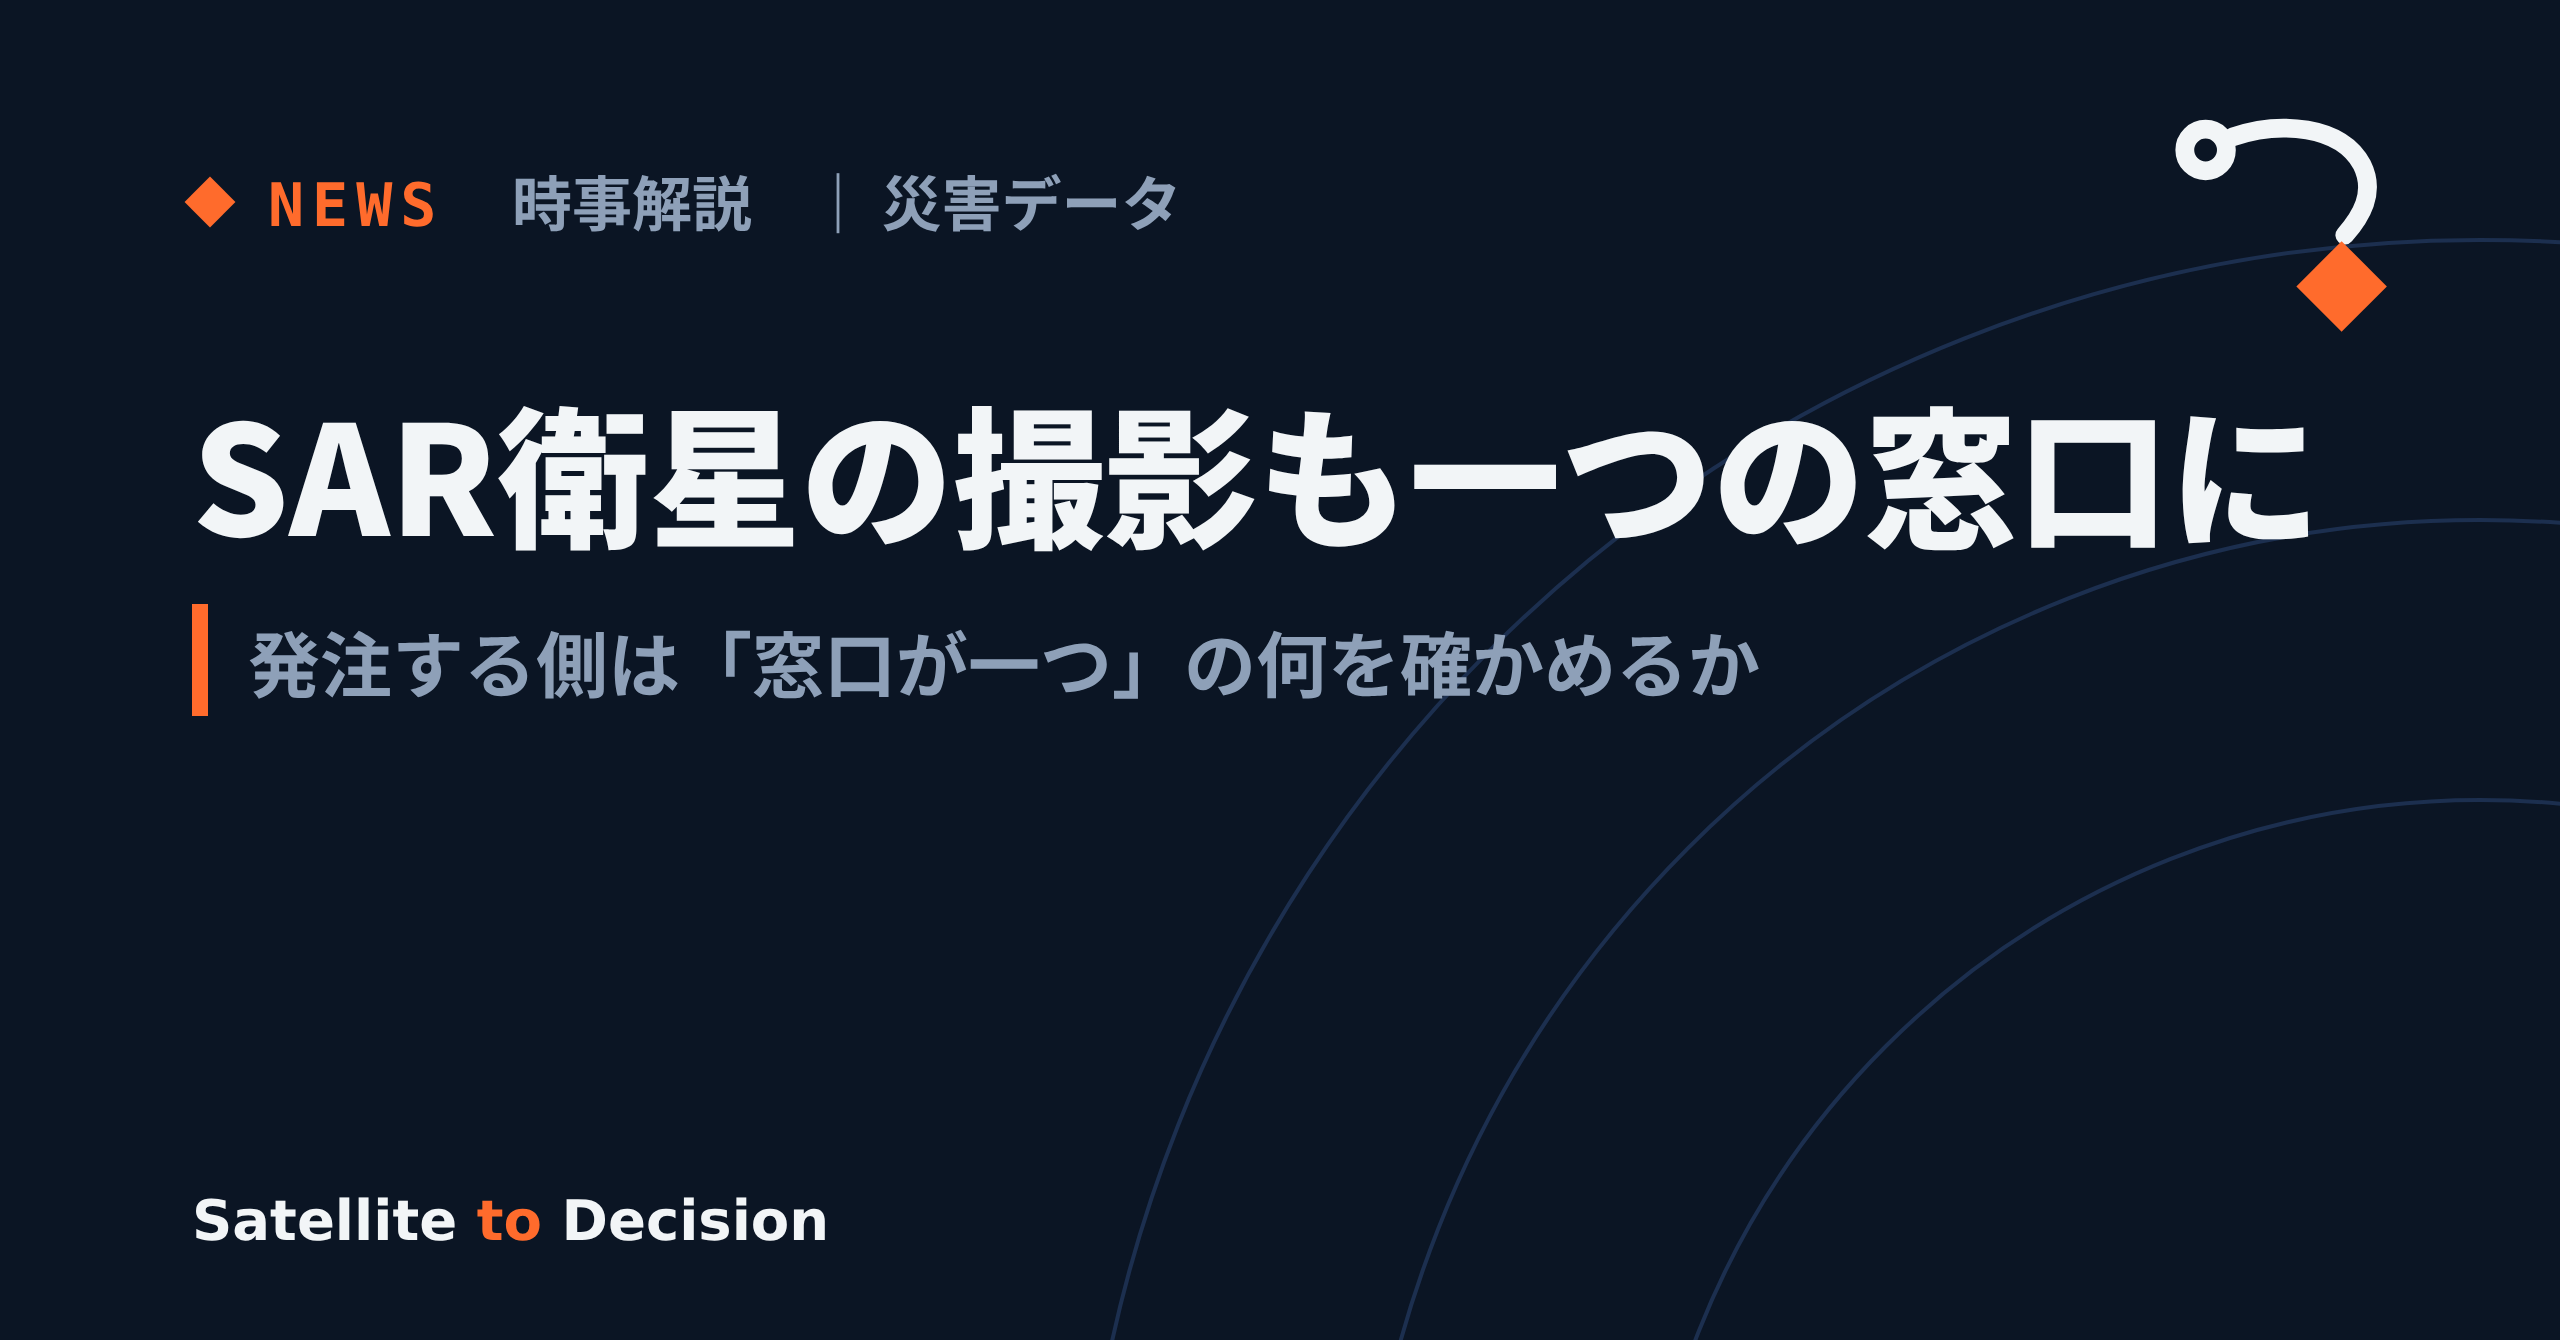 NEWS 時事解説 | 災害データ
SAR衛星の撮影も一つの窓口に
発注する側は「窓口が一つ」の何を確かめるか
Satellite to Decision